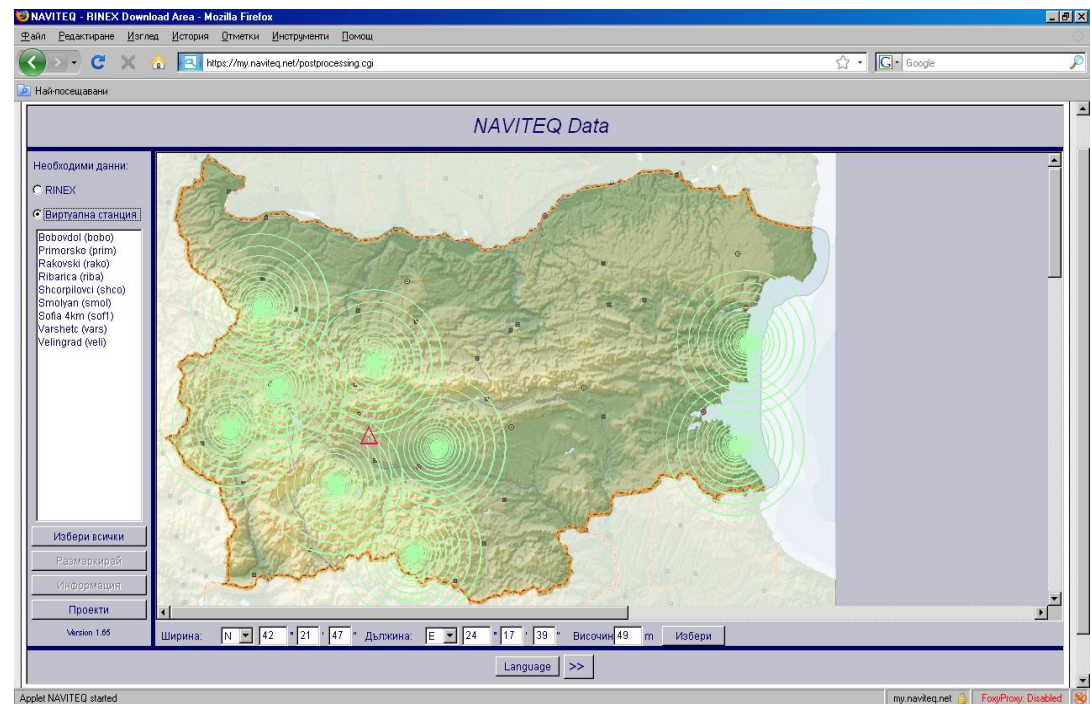 NAVITEQ - RINEX Download Area - Mozilla Firefox
Файл Редактиране Изглед История Отметки Инструменти Помощ
https://my.naviteq.net/postprocessing.cgi
G Google
Най-посещавани
NAVITEQ Data
Необходими данни:
RINEX
Виртуална станция
Bobovdol (bobo)
Primorsko (prim)
Rakovski (rako)
Ribarica (riba)
Shcorpilovci (shco)
Smolyan (smol)
Sofia 4km (sof1)
Varshetc (vars)
Velingrad (veli)
Избери всички
Размаркирай
Информация
Проекти
Version 1.65
Ширина: N 42 ° 21 ' 47 " Дължина: E 24 ° 17 ' 39 " Височин 49 m Избери
Language >>
Applet NAVITEQ started my.naviteq.net FoxyProxy: Disabled